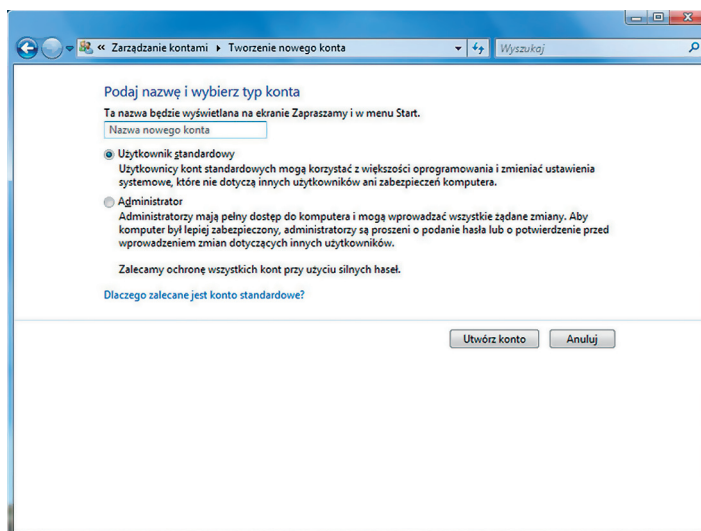 « Zarządzanie kontami ▸ Tworzenie nowego konta
Wyszukaj
Podaj nazwę i wybierz typ konta
Ta nazwa będzie wyświetlana na ekranie Zapraszamy i w menu Start.
Nazwa nowego konta
Użytkownik standardowy
Użytkownicy kont standardowych mogą korzystać z większości oprogramowania i zmieniać ustawienia
systemowe, które nie dotyczą innych użytkowników ani zabezpieczeń komputera.
Administrator
Administratorzy mają pełny dostęp do komputera i mogą wprowadzać wszystkie żądane zmiany. Aby
komputer był lepiej zabezpieczony, administratorzy są proszeni o podanie hasła lub o potwierdzenie przed
wprowadzeniem zmian dotyczących innych użytkowników.
Zalecamy ochronę wszystkich kont przy użyciu silnych haseł.
Dlaczego zalecane jest konto standardowe?
Utwórz konto
Anuluj